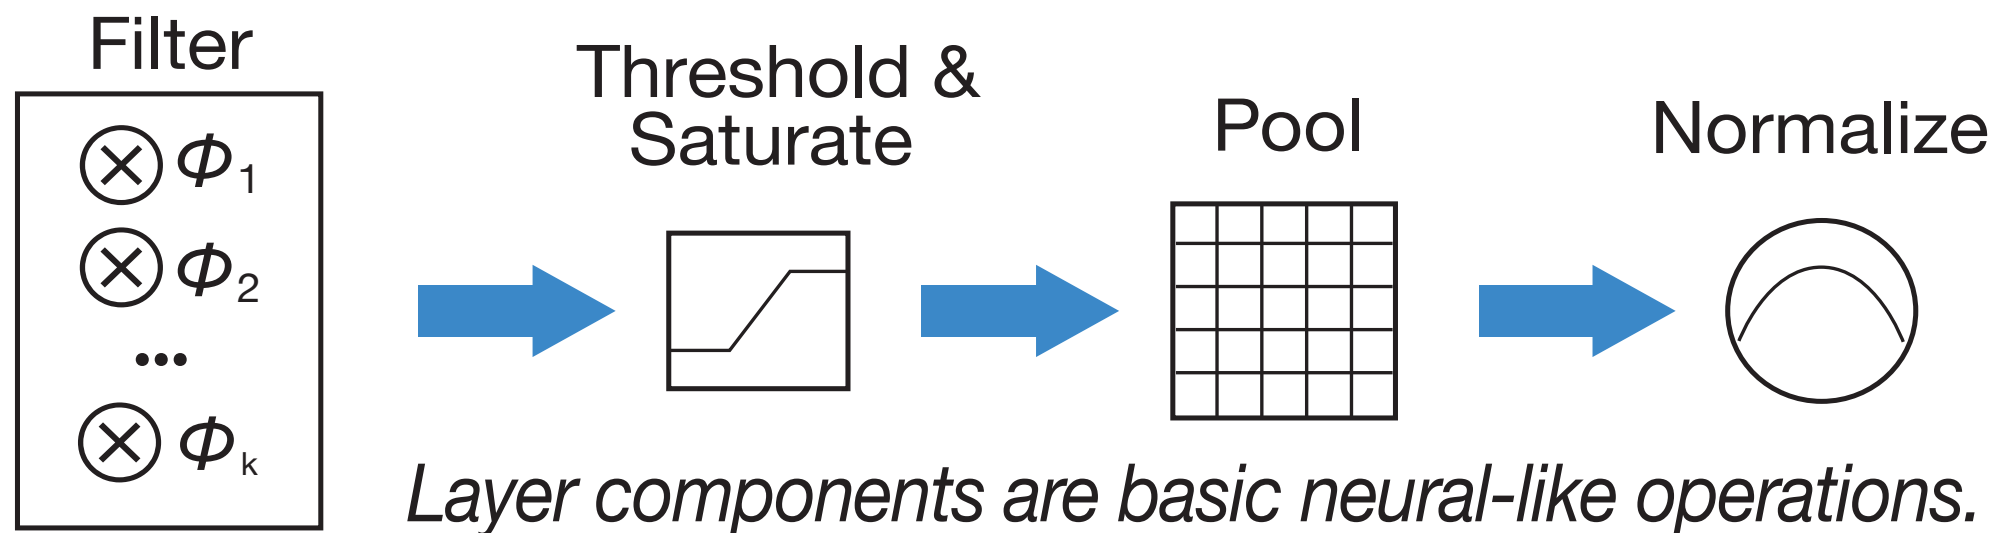 Filter
Threshold &
Saturate
Pool
Normalize
Φ1
Φ2
...
Φk
Layer components are basic neural-like operations.